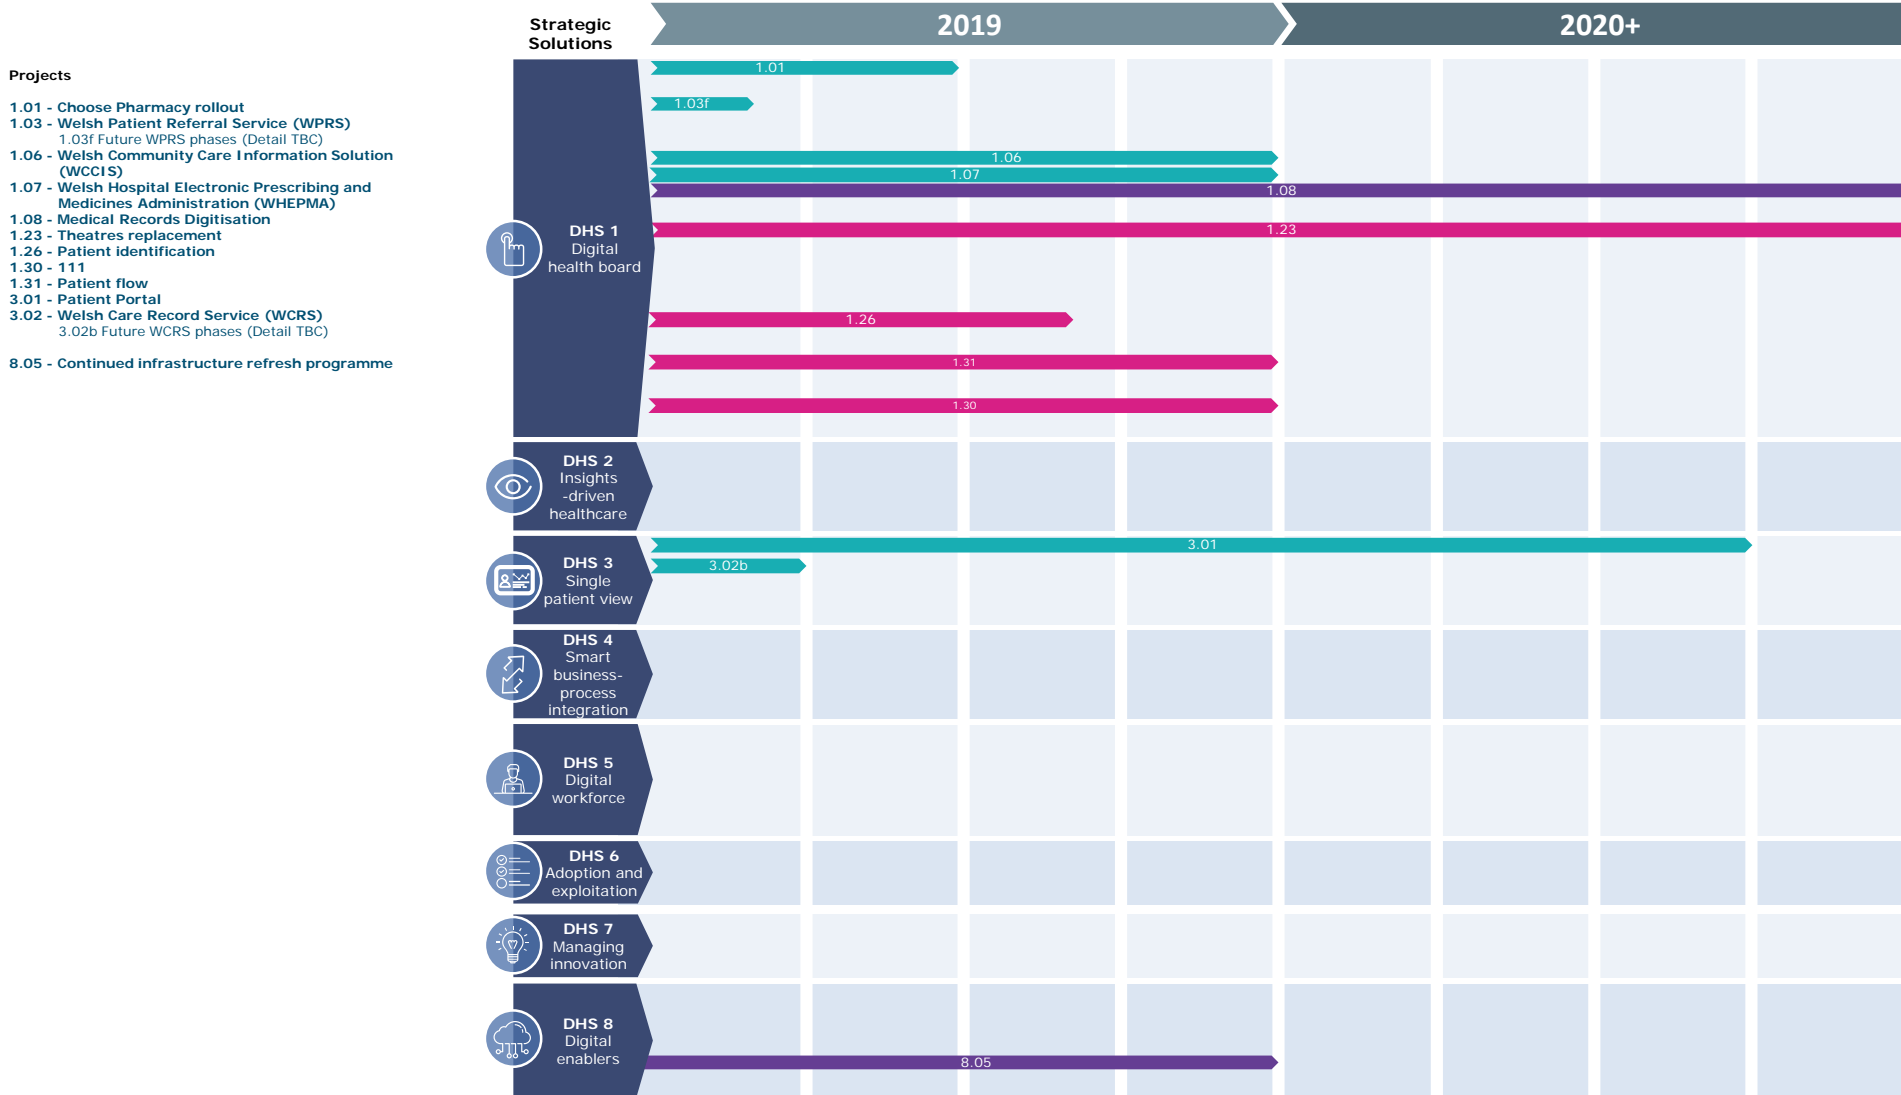 Strategic
Solutions
2019
2020+
Projects
1.01 - Choose Pharmacy rollout
1.03 - Welsh Patient Referral Service (WPRS)
1.03f Future WPRS phases (Detail TBC)
1.06 - Welsh Community Care Information Solution
(WCCIS)
1.07 - Welsh Hospital Electronic Prescribing and
Medicines Administration (WHEPMA)
1.08 - Medical Records Digitisation
1.23 - Theatres replacement
1.26 - Patient identification
1.30 - 111
1.31 - Patient flow
3.01 - Patient Portal
3.02 - Welsh Care Record Service (WCRS)
3.02b Future WCRS phases (Detail TBC)
8.05 - Continued infrastructure refresh programme
DHS 1
Digital
health board
1.01
1.03f
1.06
1.07
1.08
1.23
1.26
1.31
1.30
DHS 2
Insights
-driven
healthcare
DHS 3
Single
patient view
3.01
3.02b
DHS 4
Smart
business-
process
integration
DHS 5
Digital
workforce
DHS 6
Adoption and
exploitation
DHS 7
Managing
innovation
DHS 8
Digital
enablers
8.05